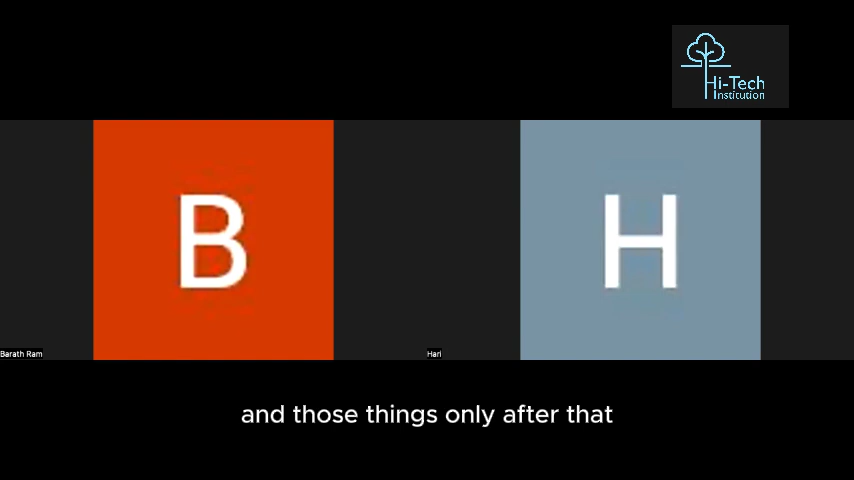 Hi-Tech
Institution
B
H
Barath Ram
Hari
and those things only after that